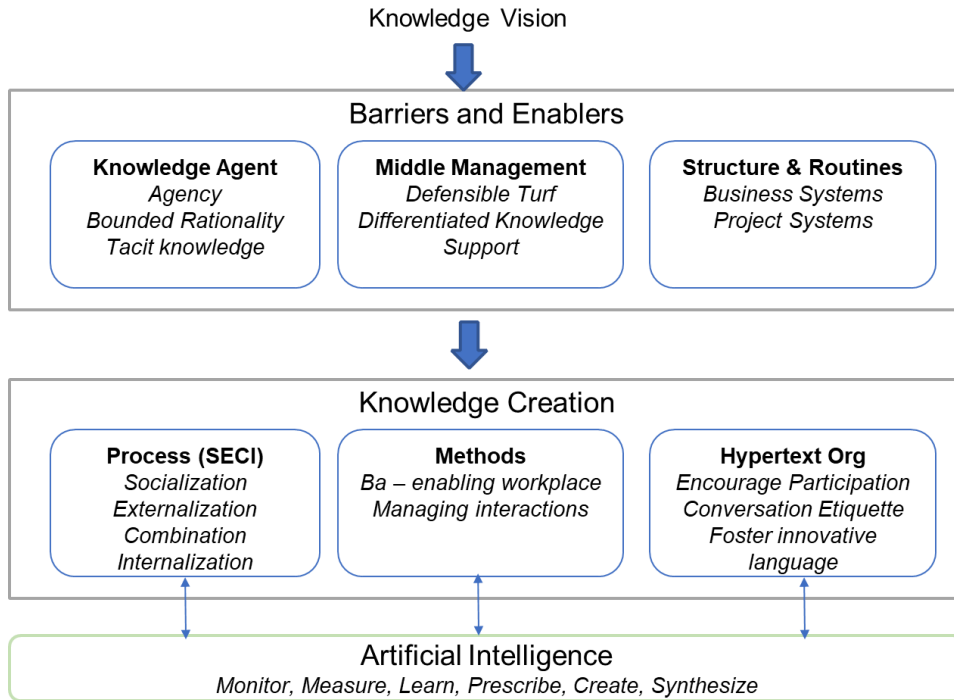 Knowledge Vision
Barriers and Enablers
Knowledge Agent
Agency
Bounded Rationality
Tacit knowledge
Middle Management
Defensible Turf
Differentiated Knowledge
Support
Structure & Routines
Business Systems
Project Systems
Knowledge Creation
Process (SECI)
Socialization
Externalization
Combination
Internalization
Methods
Ba – enabling workplace
Managing interactions
Hypertext Org
Encourage Participation
Conversation Etiquette
Foster innovative
language
Artificial Intelligence
Monitor, Measure, Learn, Prescribe, Create, Synthesize